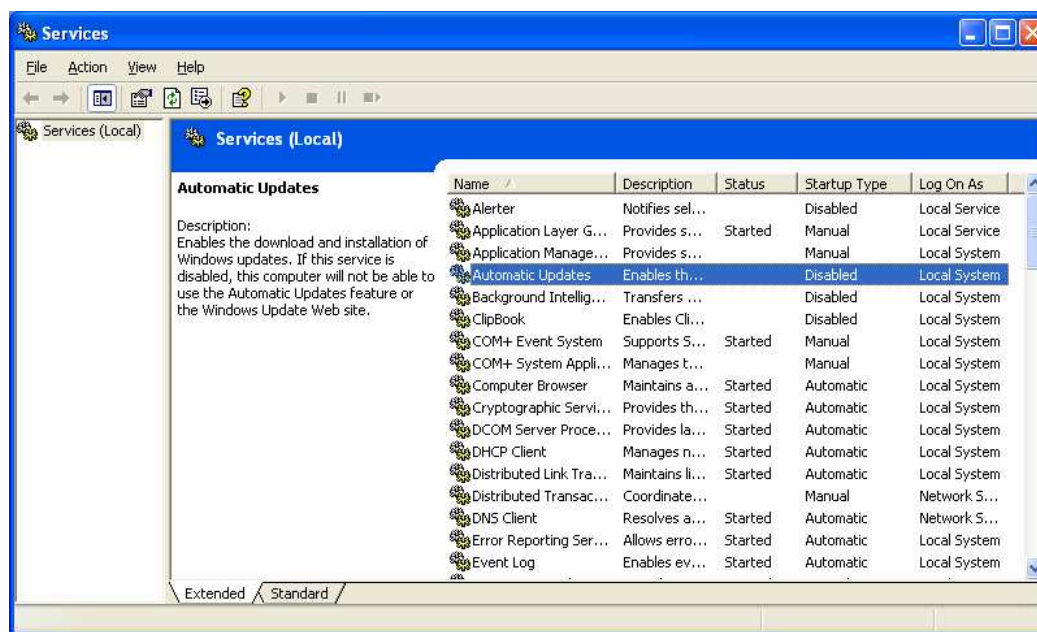 Services
File Action View Help
Services (Local)
Services (Local)
Automatic Updates
Description:
Enables the download and installation of
Windows updates. If this service is
disabled, this computer will not be able to
use the Automatic Updates feature or
the Windows Update Web site.
Name Description Status Startup Type Log On As
Alerter Notifies sel... Disabled Local Service
Application Layer G... Provides s... Started Manual Local Service
Application Manage... Provides s... Manual Local System
Automatic Updates Enables th... Disabled Local System
Background Intellig... Transfers ... Disabled Local System
ClipBook Enables Cli... Disabled Local System
COM+ Event System Supports S... Started Manual Local System
COM+ System Appli... Manages t... Manual Local System
Computer Browser Maintains a... Started Automatic Local System
Cryptographic Servi... Provides th... Started Automatic Local System
DCOM Server Proce... Provides la... Started Automatic Local System
DHCP Client Manages n... Started Automatic Local System
Distributed Link Tra... Maintains li... Started Automatic Local System
Distributed Transac... Coordinate... Manual Network S...
DNS Client Resolves a... Started Automatic Network S...
Error Reporting Ser... Allows erro... Started Automatic Local System
Event Log Enables ev... Started Automatic Local System
Extended Standard